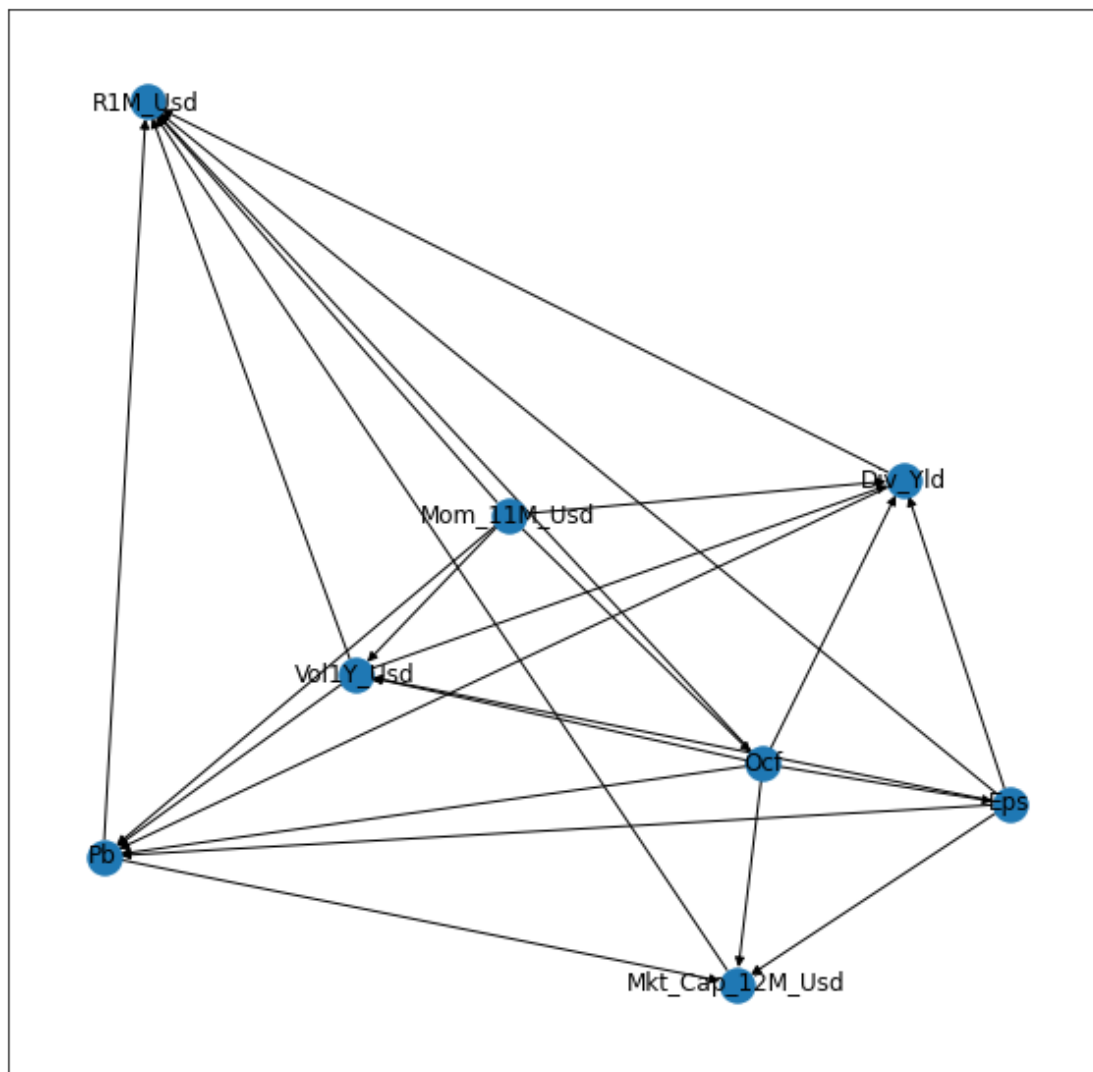 R1M_Usd
Div_Yld
Mom_11M_Usd
Vol1Y_Usd
Ocf
Eps
Pb
Mkt_Cap_12M_Usd